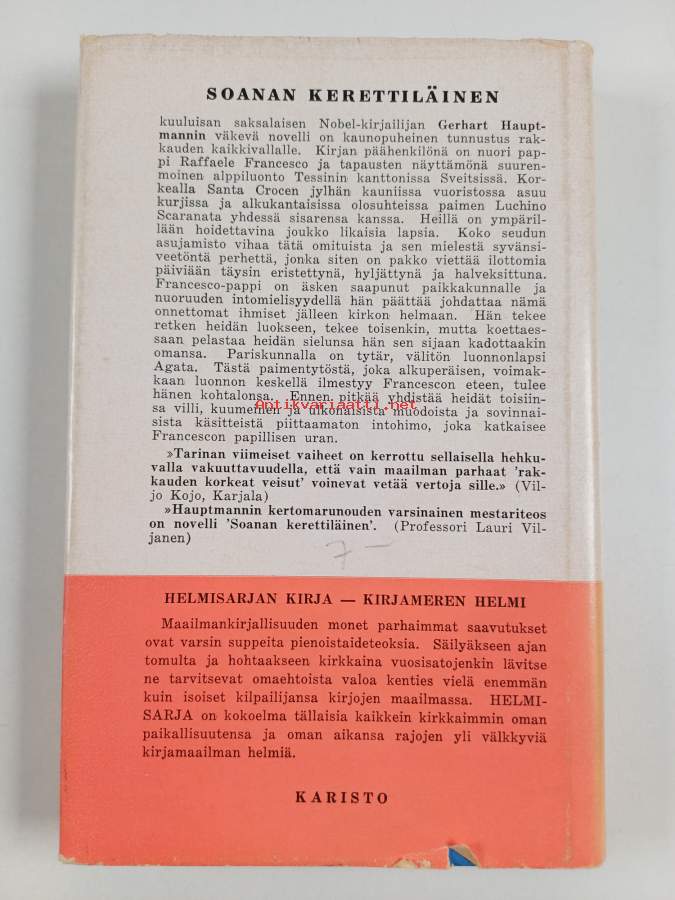 SOANAN KERETTILÄINEN
kuuluisan saksalaisen Nobel-kirjailijan Gerhart Haupt-
mannin väkevä novelli on kaunopuheinen tunnustus rak-
kauden kaikkivallalle. Kirjan päähenkilönä on nuori pap-
pi Raffaele Francesco ja tapausten näyttämönä suuren-
moinen alppiluonto Tessinin kanttonissa Sveitsissä. Kor-
kealla Santa Crocen jylhän kauniissa vuoristossa asuu
kurjissa ja alkukantaisissa olosuhteissa paimen Luchino
Scaranata yhdessä sisarensa kanssa. Heillä on ympäril-
lään hoidettavina joukko likaisia lapsia. Koko seudun
asujamisto vihaa tätä omituista ja sen mielestä syvänsi-
veetöntä perhettä, jonka siten on pakko viettää ilottomia
päiviään täysin eristettynä, hyljättynä ja halveksittuna.
Francesco-pappi on äsken saapunut paikkakunnalle ja
nuoruuden intomielisyydellä hän päättää johdattaa nämä
onnettomat ihmiset jälleen kirkon helmaan. Hän tekee
retken heidän luokseen, tekee toisenkin, mutta koettaes-
saan pelastaa heidän sielunsa hän sen sijaan kadottaakin
omansa. Pariskunnalla on tytär, välitön luonnonlapsi
Agata. Tästä paimentytöstä, joka alkuperäisen, voimak-
kaan luonnon keskellä ilmestyy Francescon eteen, tulee
hänen kohtalonsa. Ennen pitkää yhdistää heidät toisiin-
antikvariaatti.net
sa villi, kuumeinen ja ulkonaisista muodoista ja sovinnai-
sista käsitteistä piittaamaton intohimo, joka katkaisee
Francescon papillisen uran.
»Tarinan viimeiset vaiheet on kerrottu sellaisella hehku-
valla vakuuttavuudella, että vain maailman parhaat 'rak-
kauden korkeat veisut' voinevat vetää vertoja sille.» (Vil-
jo Kojo, Karjala)
»Hauptmannin kertomarunouden varsinainen mestariteos
on novelli 'Soanan kerettiläinen'. (Professori Lauri Vil-
janen)
7 —
HELMISARJAN KIRJA — KIRJAMEREN HELMI
Maailmankirjallisuuden monet parhaimmat saavutukset
ovat varsin suppeita pienoistaideteoksia. Säilyäkseen ajan
tomulta ja hohtaakseen kirkkaina vuosisatojenkin lävitse
ne tarvitsevat omaehtoista valoa kenties vielä enemmän
kuin isoiset kilpailijansa kirjojen maailmassa. HELMI-
SARJA on kokoelma tällaisia kaikkein kirkkaimmin oman
paikallisuutensa ja oman aikansa rajojen yli välkkyviä
kirjamaailman helmiä.
KARISTO